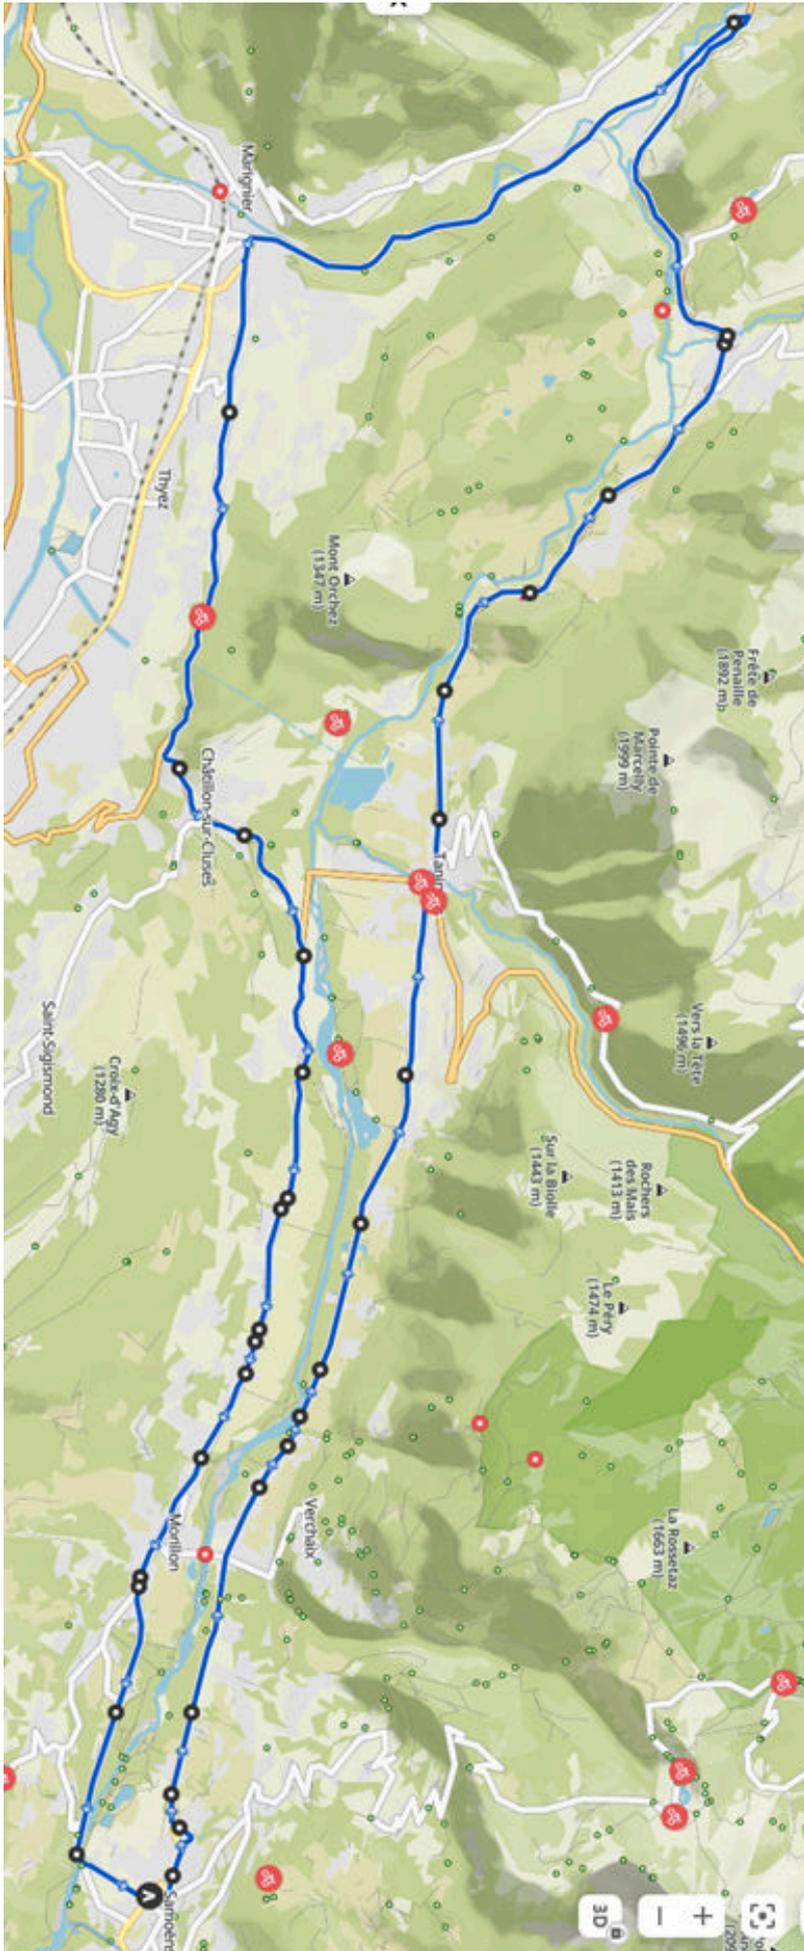 3D
Frête de
Penaille
(1892 m)
Pointe de
Marcelly
(1999 m)
Vers la Tête
(1496 m)
La Rossetaz
(1663 m)
Rochers
des Mais
(1413 m)
Le Péry
(1474 m)
Sur la Biolle
(1443 m)
Tanin
Mont Orchez
(1347 m)
Verchaix
Marignier
Châtillon-sur-Cluses
Thyez
Morillon
Samoëns
Croix-d'Agy
(1280 m)
Saint-Sigismond